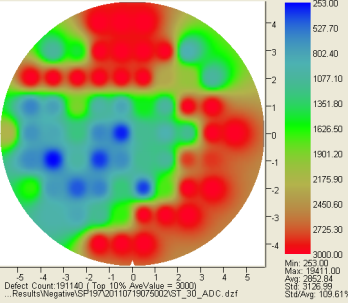 253.00
527.70
802.40
1077.10
1351.80
1626.50
1901.20
2175.90
2450.60
2725.30
3000.00
4
3
2
1
0
-1
-2
-3
-4
-5 -4 -3 -2 -1 0 1 2 3 4 5
Defect Count:191140 ( Top 10% AveValue = 3000)
...Results\Negative\SP197\20110719075002\ST_30_ADC.dzf
Min: 253.00
Max: 19411.00
Avg: 2852.84
Std: 3126.99
Std/Avg: 109.61%